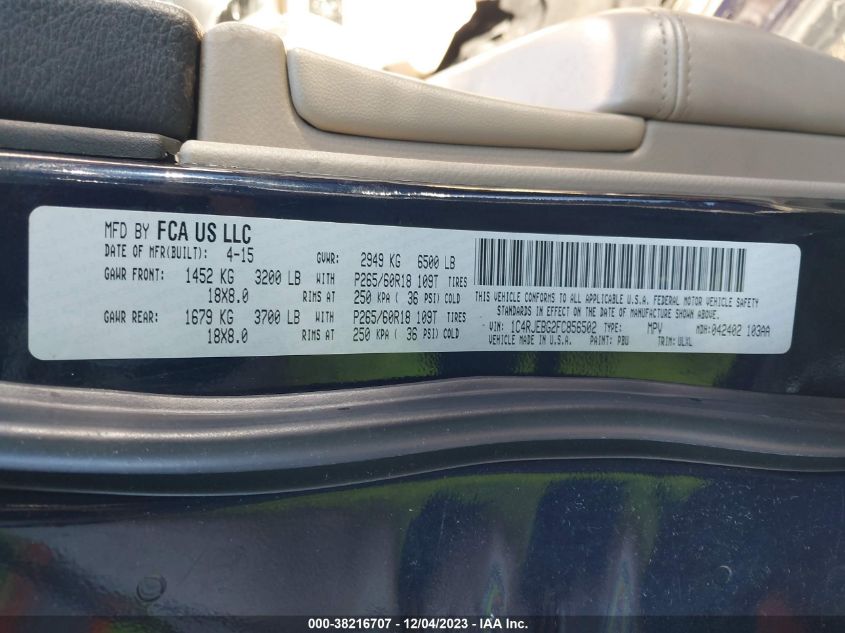 MFD BY FCA US LLC
DATE OF MFR(BUILT): 4-15 GVWR: 2949 KG 6500 LB
GAWR FRONT: 1452 KG 3200 LB WITH P265/60R18 109T TIRES
18X8.0 RIMS AT 250 KPA ( 36 PSI) COLD
GAWR REAR: 1679 KG 3700 LB WITH P265/60R18 109T TIRES
18X8.0 RIMS AT 250 KPA ( 36 PSI) COLD
THIS VEHICLE CONFORMS TO ALL APPLICABLE U.S.A. FEDERAL MOTOR VEHICLE SAFETY
STANDARDS IN EFFECT ON THE DATE OF MANUFACTURE SHOWN ABOVE.
VIN: 1C4RJEBG2FC856502 TYPE: MPV MDH: 042402 103AA
VEHICLE MADE IN U.S.A. PAINT: PBU TRIM: ULXL
000-38216707 - 12/04/2023 - IAA Inc.